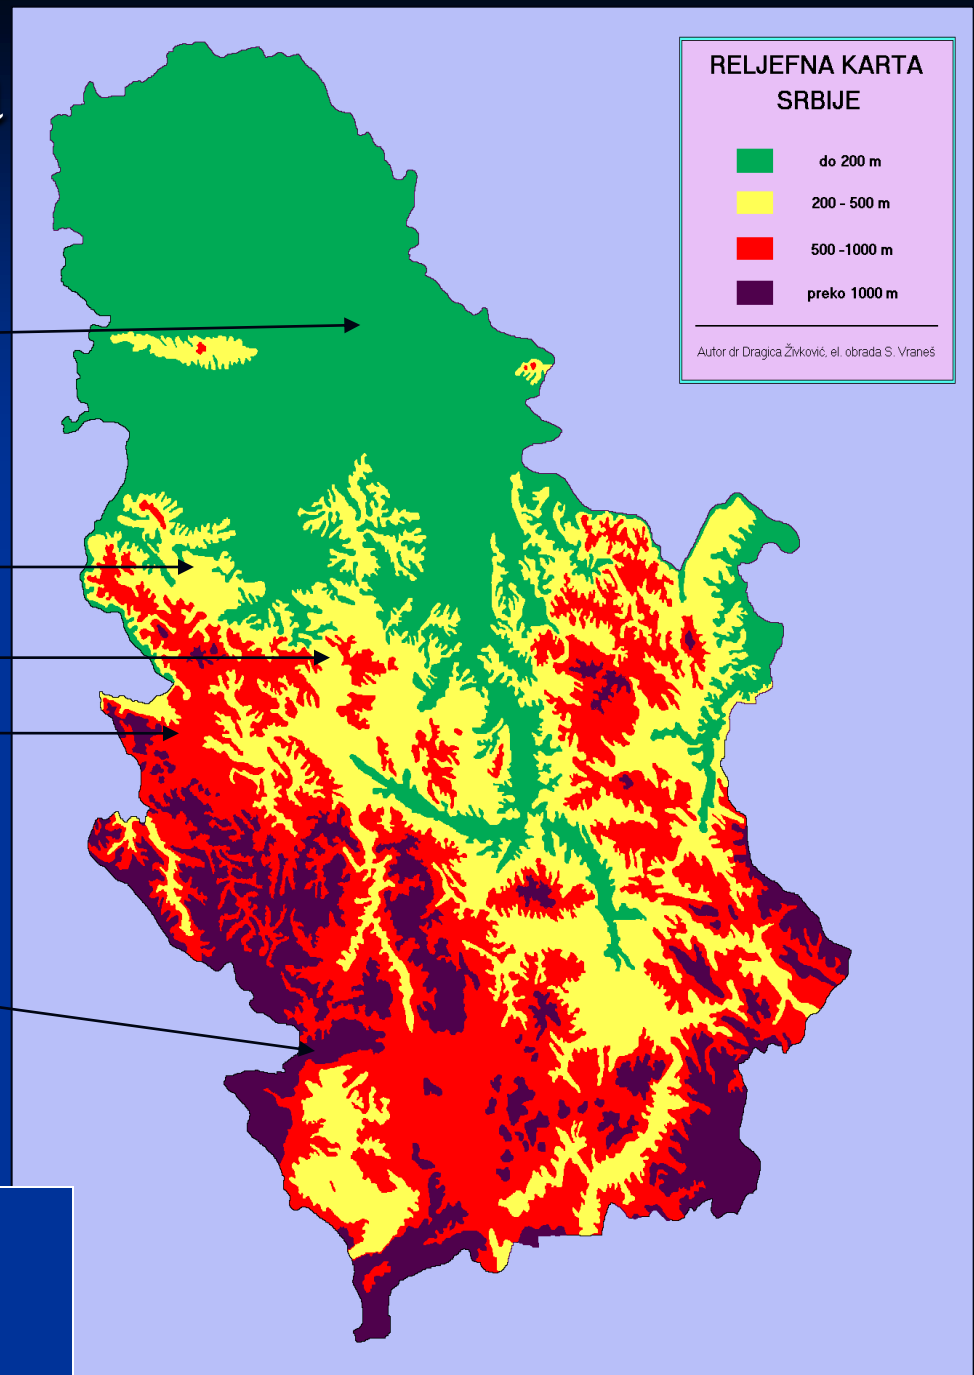 RELJEFNA KARTA
SRBIJE
do 200 m
200 - 500 m
500 -1000 m
preko 1000 m
Autor dr Dragica Živković, el. obrada S. Vraneš